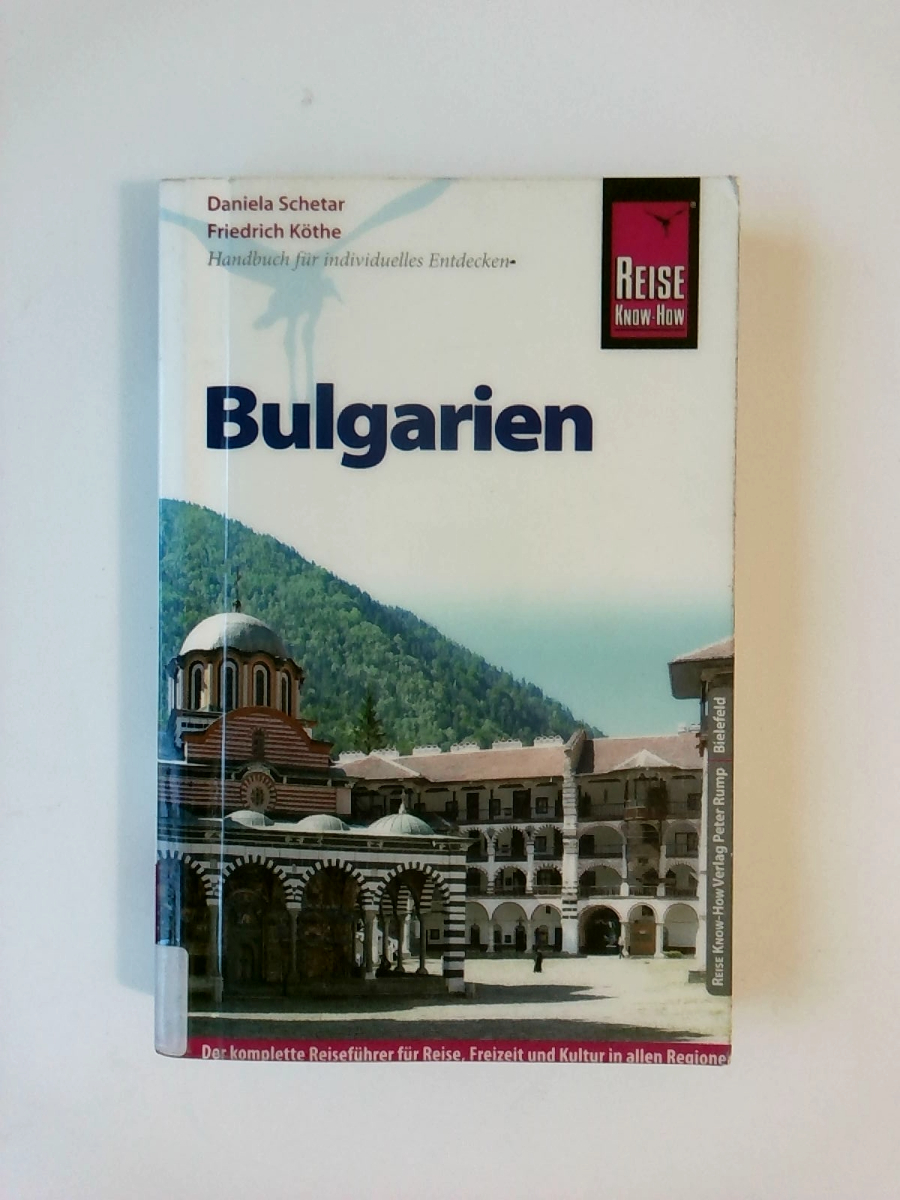 Daniela Schetar
Friedrich Köthe
Handbuch für individuelles Entdecken
REISE
KNOW-HOW
®
Bulgarien
REISE KNOW-HOW Verlag Peter Rump | Bielefeld
Der komplette Reiseführer für Reise, Freizeit und Kultur in allen Regione